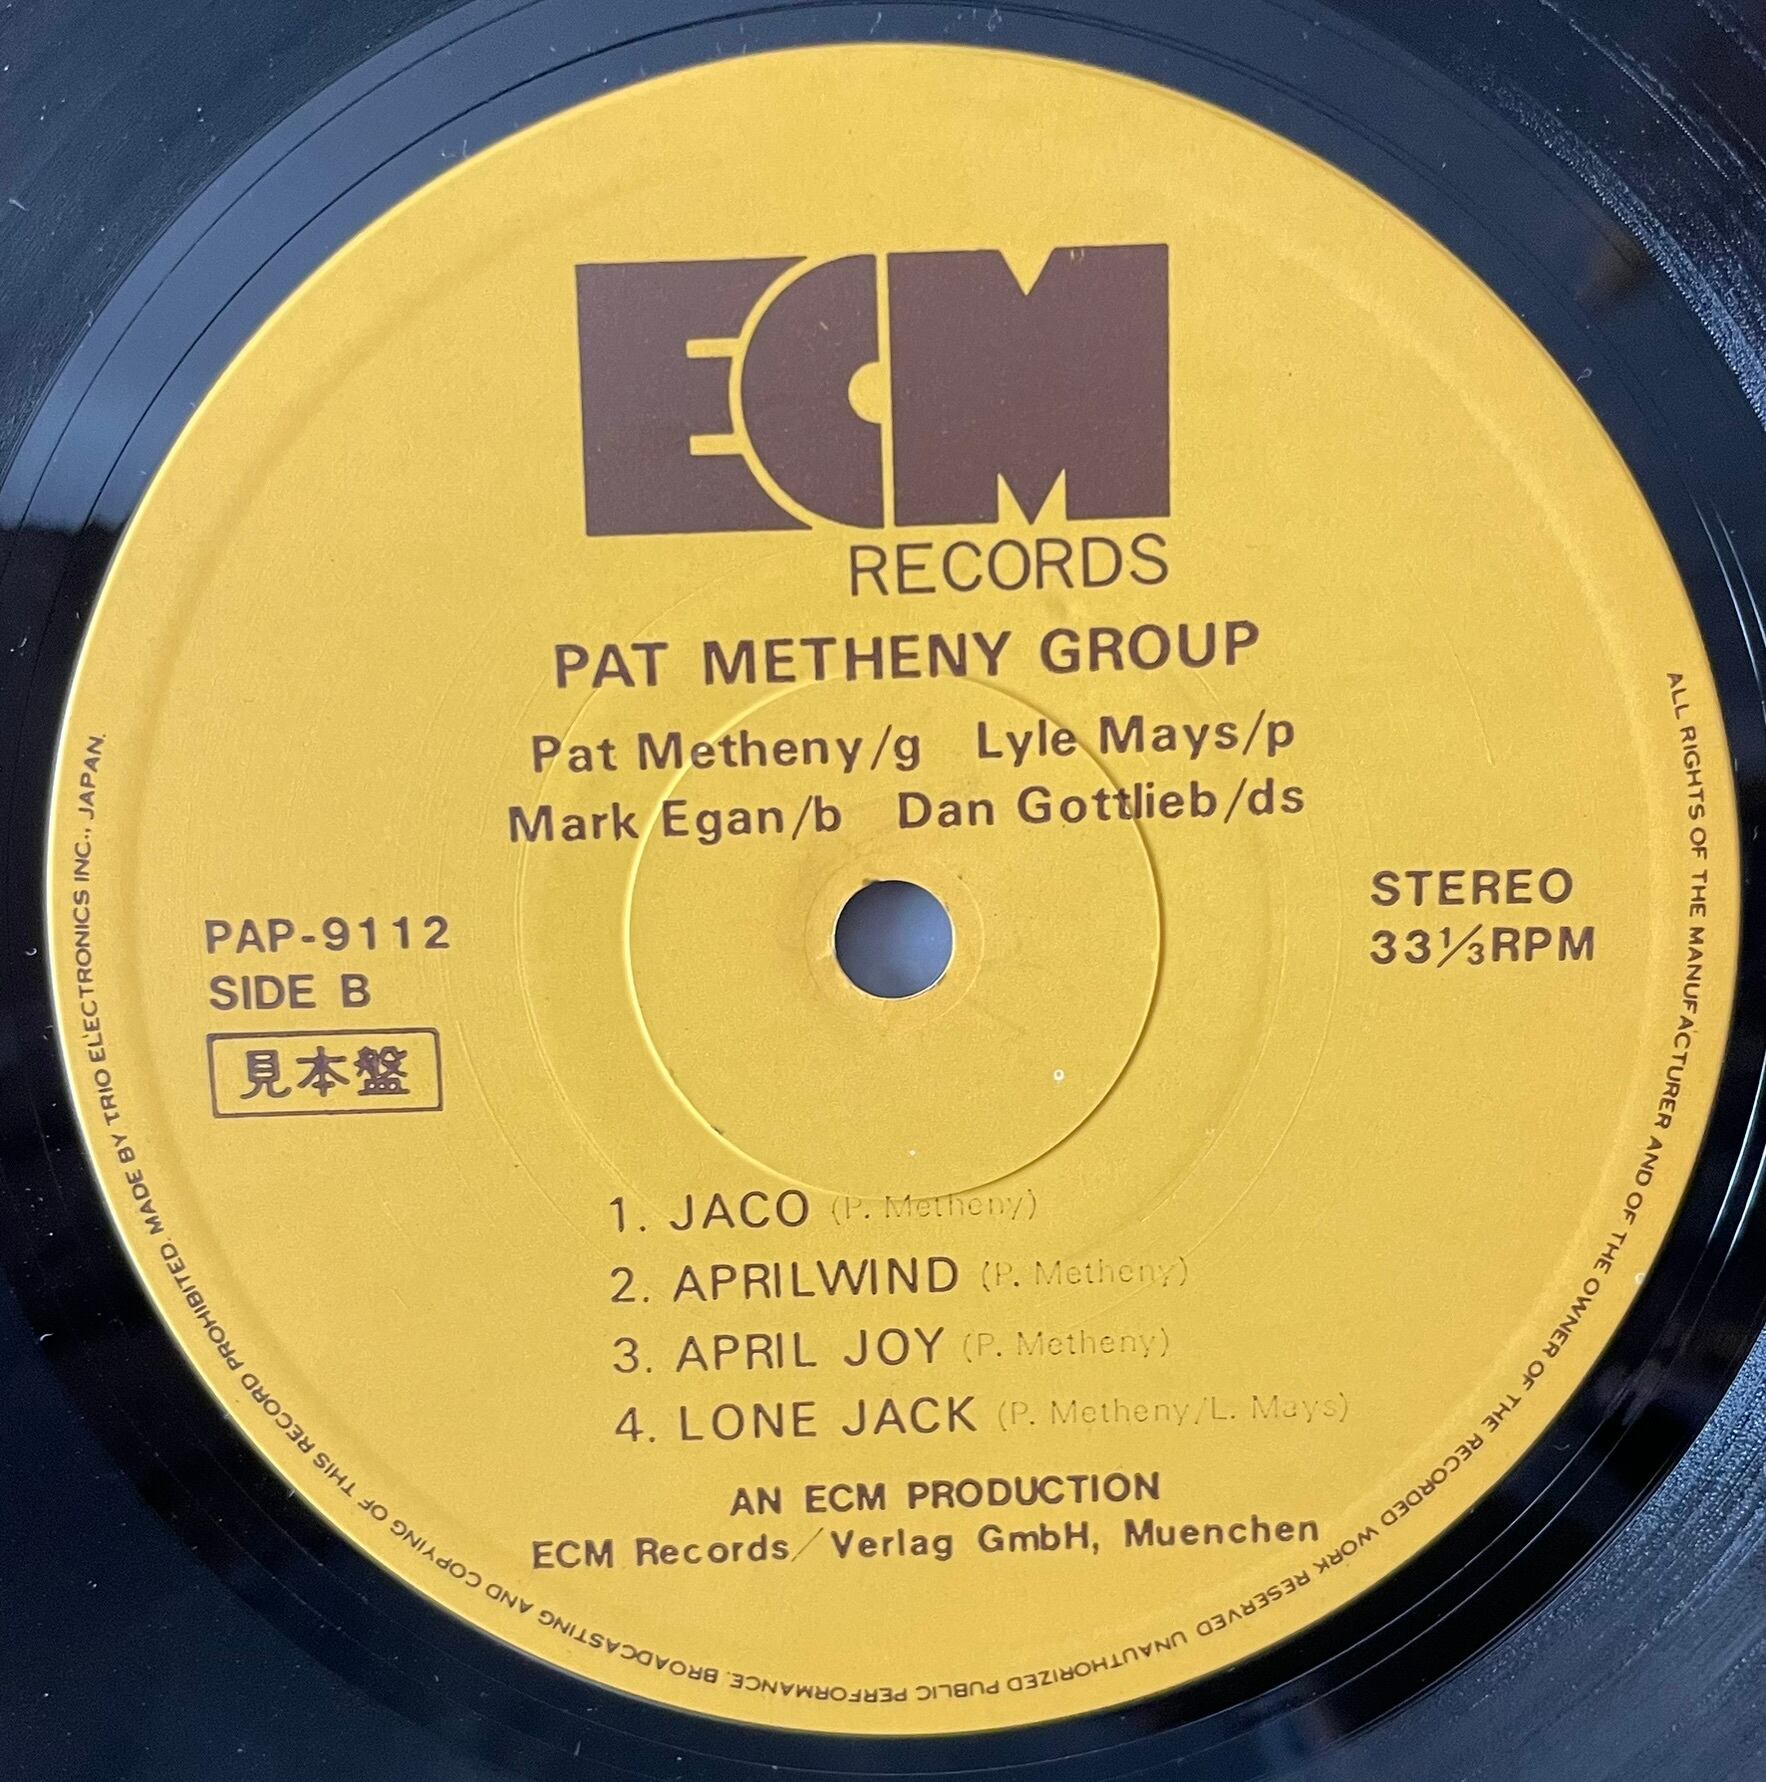 ECM
RECORDS
PAT METHENY GROUP
Pat Metheny/g Lyle Mays/p
Mark Egan/b Dan Gottlieb/ds
PAP-9112
SIDE B
見本盤
STEREO
33⅓RPM
1. JACO (P. Metheny)
2. APRILWIND (P. Metheny)
3. APRIL JOY (P. Metheny)
4. LONE JACK (P. Metheny/L. Mays)
AN ECM PRODUCTION
ECM Records/Verlag GmbH, Muenchen
ALL RIGHTS OF THE MANUFACTURER AND OF THE OWNER OF THE RECORDED WORK RESERVED UNAUTHORIZED PUBLIC PERFORMANCE. BROADCASTING AND COPYING OF THIS RECORD PROHIBITED. MADE BY TRIO ELECTRONICS INC., JAPAN.